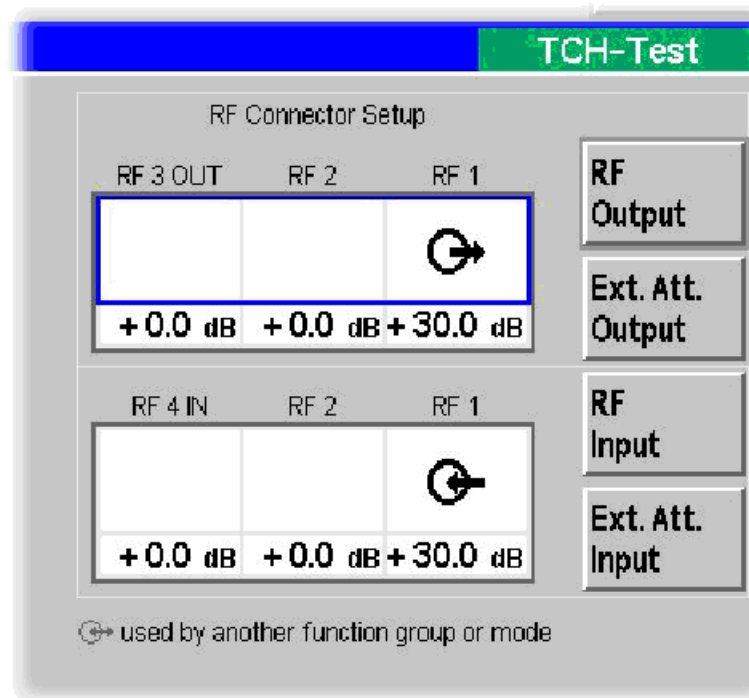 TCH-Test
RF Connector Setup
RF 3 OUT RF 2 RF 1
+0.0 dB +0.0 dB +30.0 dB
RF
Output
Ext. Att.
Output
RF 4 IN RF 2 RF 1
+0.0 dB +0.0 dB +30.0 dB
RF
Input
Ext. Att.
Input
used by another function group or mode